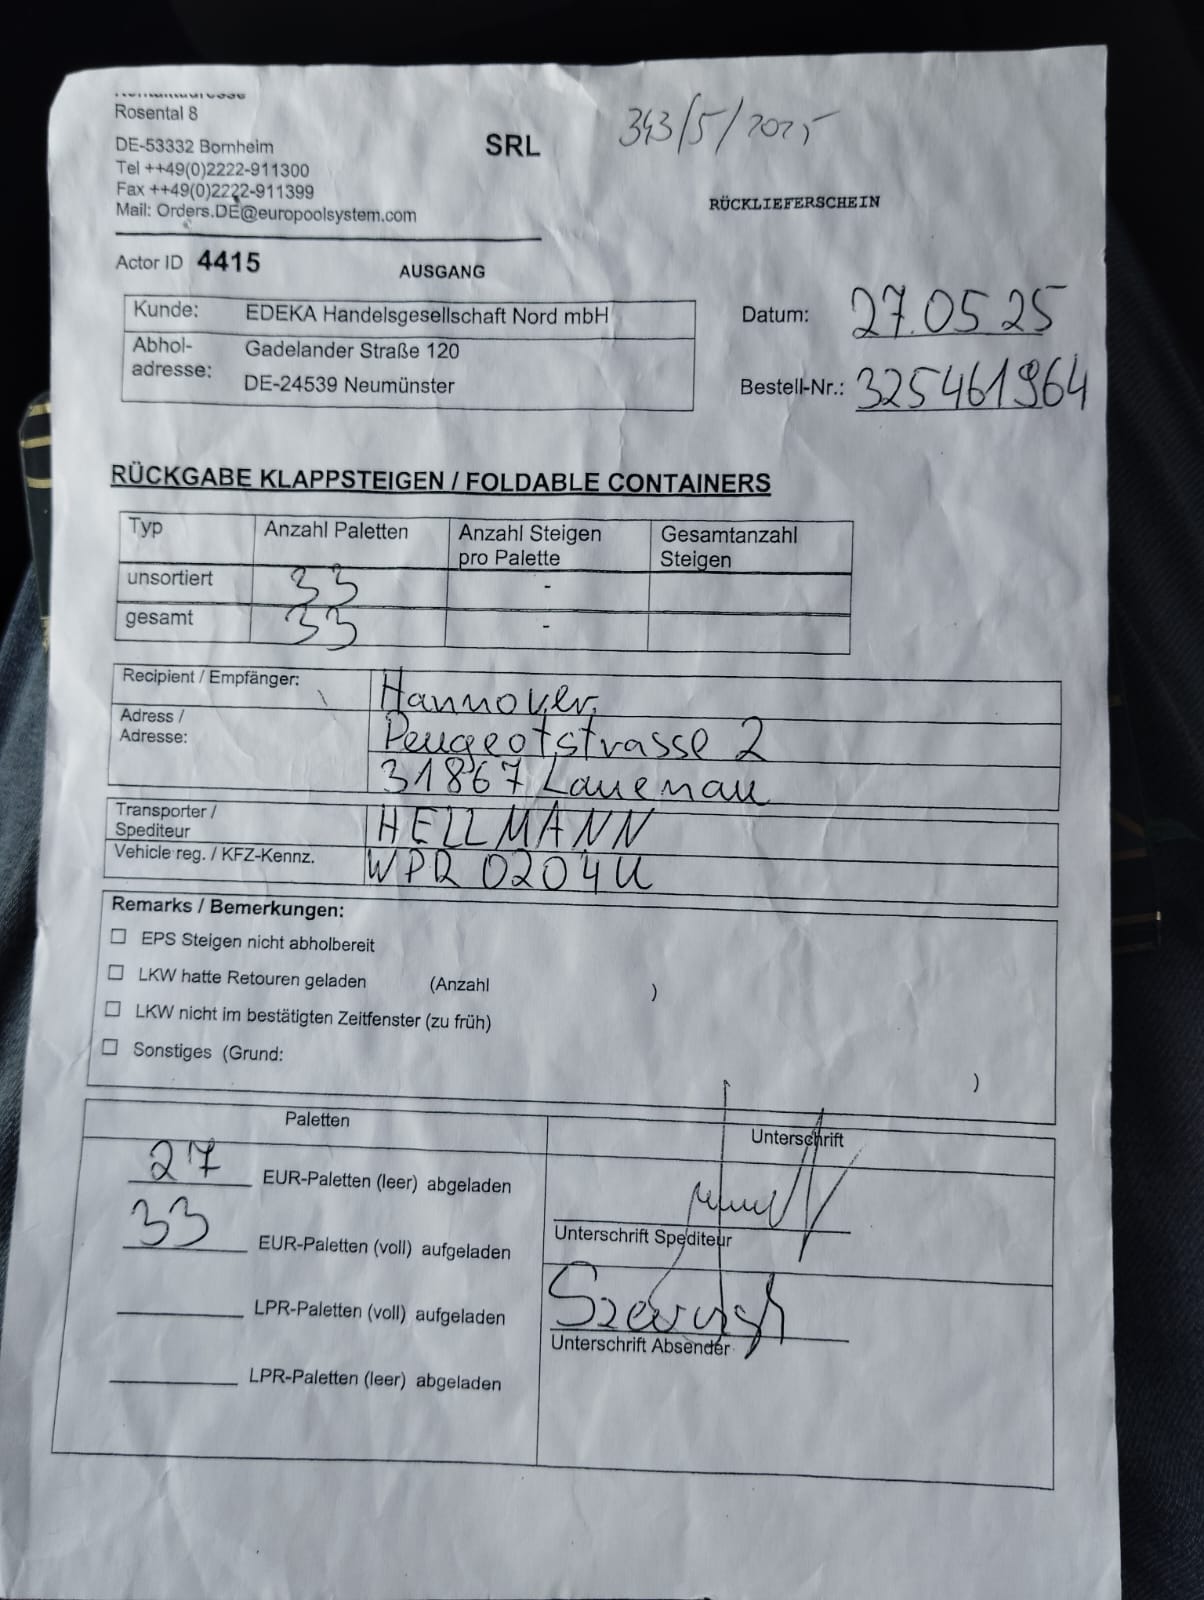 Rosental 8
DE-53332 Bornheim
Tel ++49(0)2222-911300
Fax ++49(0)2222-911399
Mail: Orders.DE@europoolsystem.com
SRL
343/5/2025
RÜCKLIEFERSCHEIN
Actor ID 4415
AUSGANG
Kunde: EDEKA Handelsgesellschaft Nord mbH
Abhol-adresse: Gadelander Straße 120
DE-24539 Neumünster
Datum: 27.05.25
Bestell-Nr.: 325461964
RÜCKGABE KLAPPSTEIGEN / FOLDABLE CONTAINERS
Typ Anzahl Paletten Anzahl Steigen pro Palette Gesamtanzahl Steigen
unsortiert 33 -
gesamt 33 -
Recipient / Empfänger: Hannover
Adress / Adresse: Peugeotstrasse 2
31867 Lauenau
Transporter / Spediteur HELLMANN
Vehicle reg. / KFZ-Kennz. WPR 0204U
Remarks / Bemerkungen:
☐ EPS Steigen nicht abholbereit
☐ LKW hatte Retouren geladen (Anzahl )
☐ LKW nicht im bestätigten Zeitfenster (zu früh)
☐ Sonstiges (Grund: )
Paletten
27 EUR-Paletten (leer) abgeladen
33 EUR-Paletten (voll) aufgeladen
LPR-Paletten (voll) aufgeladen
LPR-Paletten (leer) abgeladen
Unterschrift
Unterschrift Spediteur
Unterschrift Absender